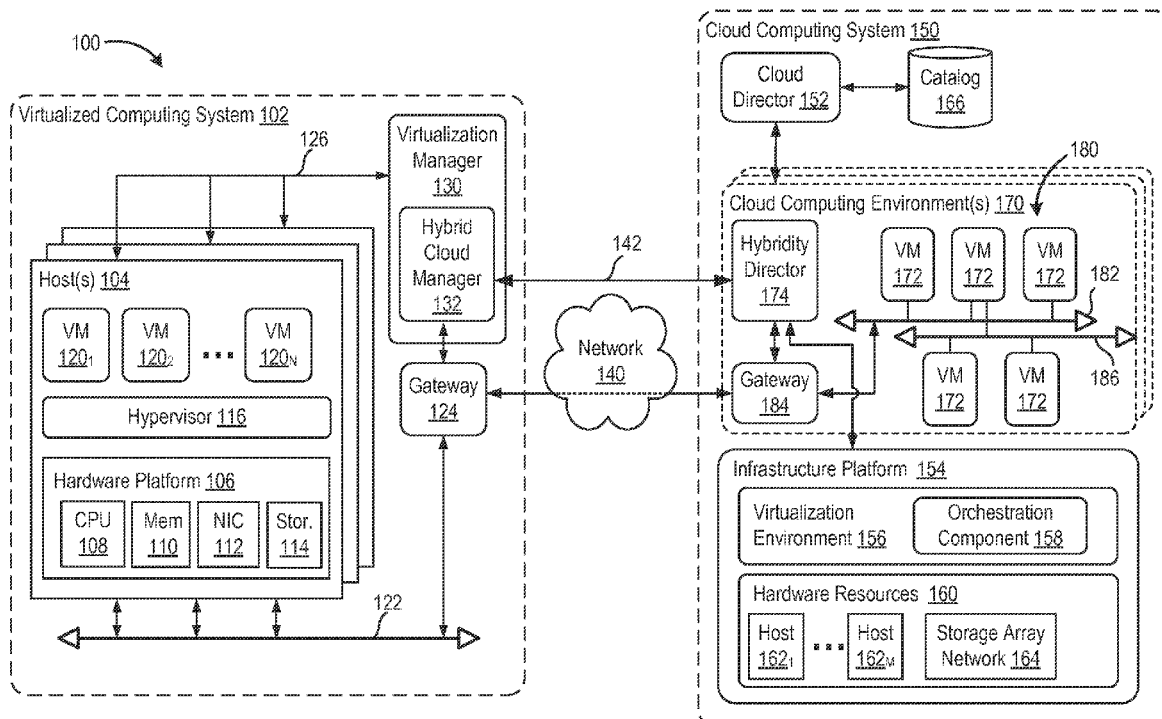 100
Virtualized Computing System 102
126
Virtualization
Manager
130
Hybrid
Cloud
Manager
132
Host(s) 104
VM
120₁
VM
120₂
VM
120N
Hypervisor 116
Hardware Platform 106
CPU
108
Mem
110
NIC
112
Stor.
114
Gateway
124
122
142
Network
140
Cloud Computing System 150
Cloud
Director 152
Catalog
166
180
Cloud Computing Environment(s) 170
Hybridity
Director
174
VM
172
VM
172
VM
172
182
VM
172
VM
172
186
Gateway
184
Infrastructure Platform 154
Virtualization
Environment 156
Orchestration
Component 158
Hardware Resources 160
Host
162₁
Host
162M
Storage Array
Network 164